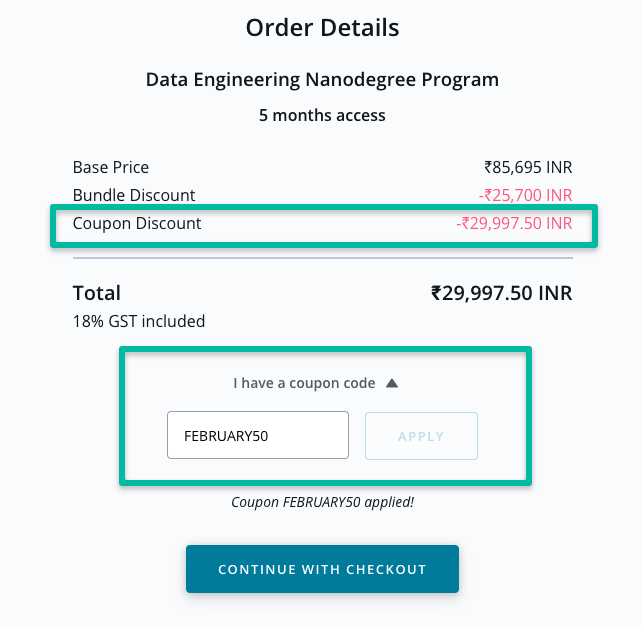 Order Details
Data Engineering Nanodegree Program
5 months access
Base Price ₹85,695 INR
Bundle Discount -₹25,700 INR
Coupon Discount -₹29,997.50 INR
Total ₹29,997.50 INR
18% GST included
I have a coupon code
FEBRUARY50 APPLY
Coupon FEBRUARY50 applied!
CONTINUE WITH CHECKOUT